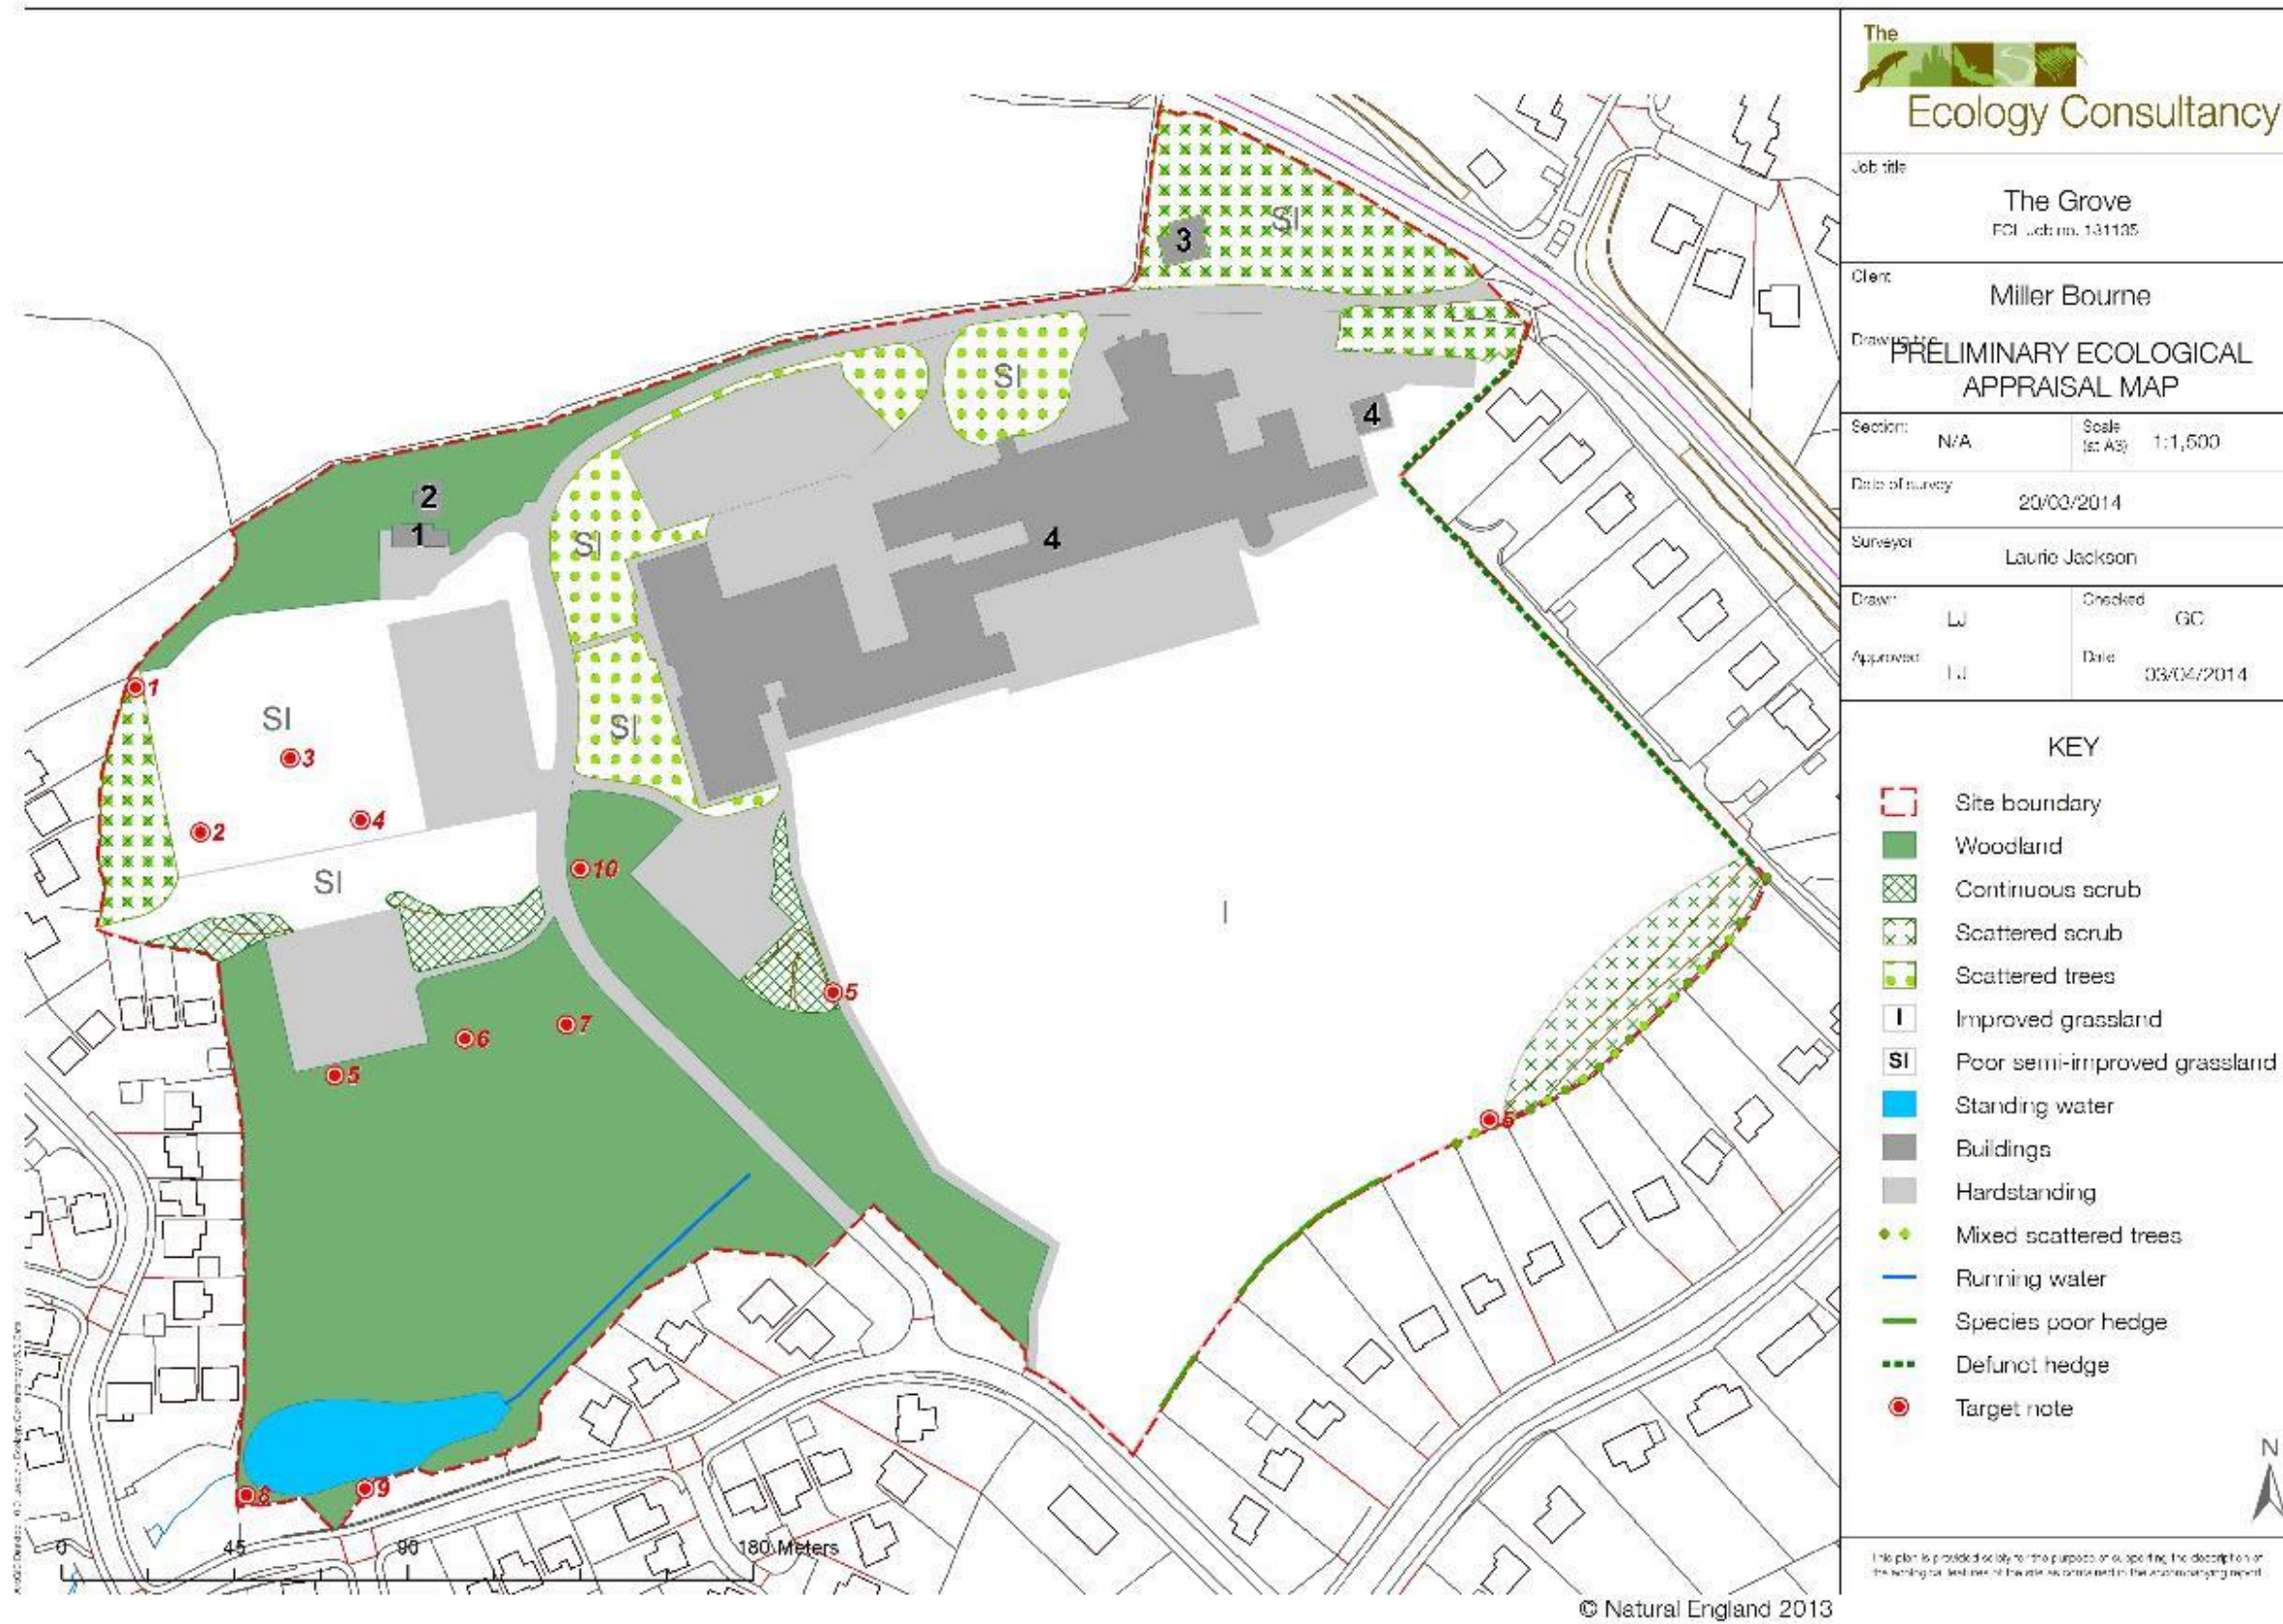 The
Ecology Consultancy
Job title
The Grove
Client
Miller Bourne
PRELIMINARY ECOLOGICAL
APPRAISAL MAP
Section:
N/A
Scale
1:1,500
Date of survey
Surveyor
Laurie Jackson
Drawn
LJ
Checked
GC
Approved
Date
03/04/2014
KEY
Site boundary
Woodland
Continuous scrub
Scattered scrub
Scattered trees
I
Improved grassland
SI
Poor semi-improved grassland
Standing water
Buildings
Hardstanding
Mixed scattered trees
Running water
Species poor hedge
Defunct hedge
Target note
N
3
SI
SI
4
2
1
SI
4
1
SI
3
SI
2
4
SI
10
I
5
6
7
5
5
8
9
0
45
90
180 Meters
© Natural England 2013